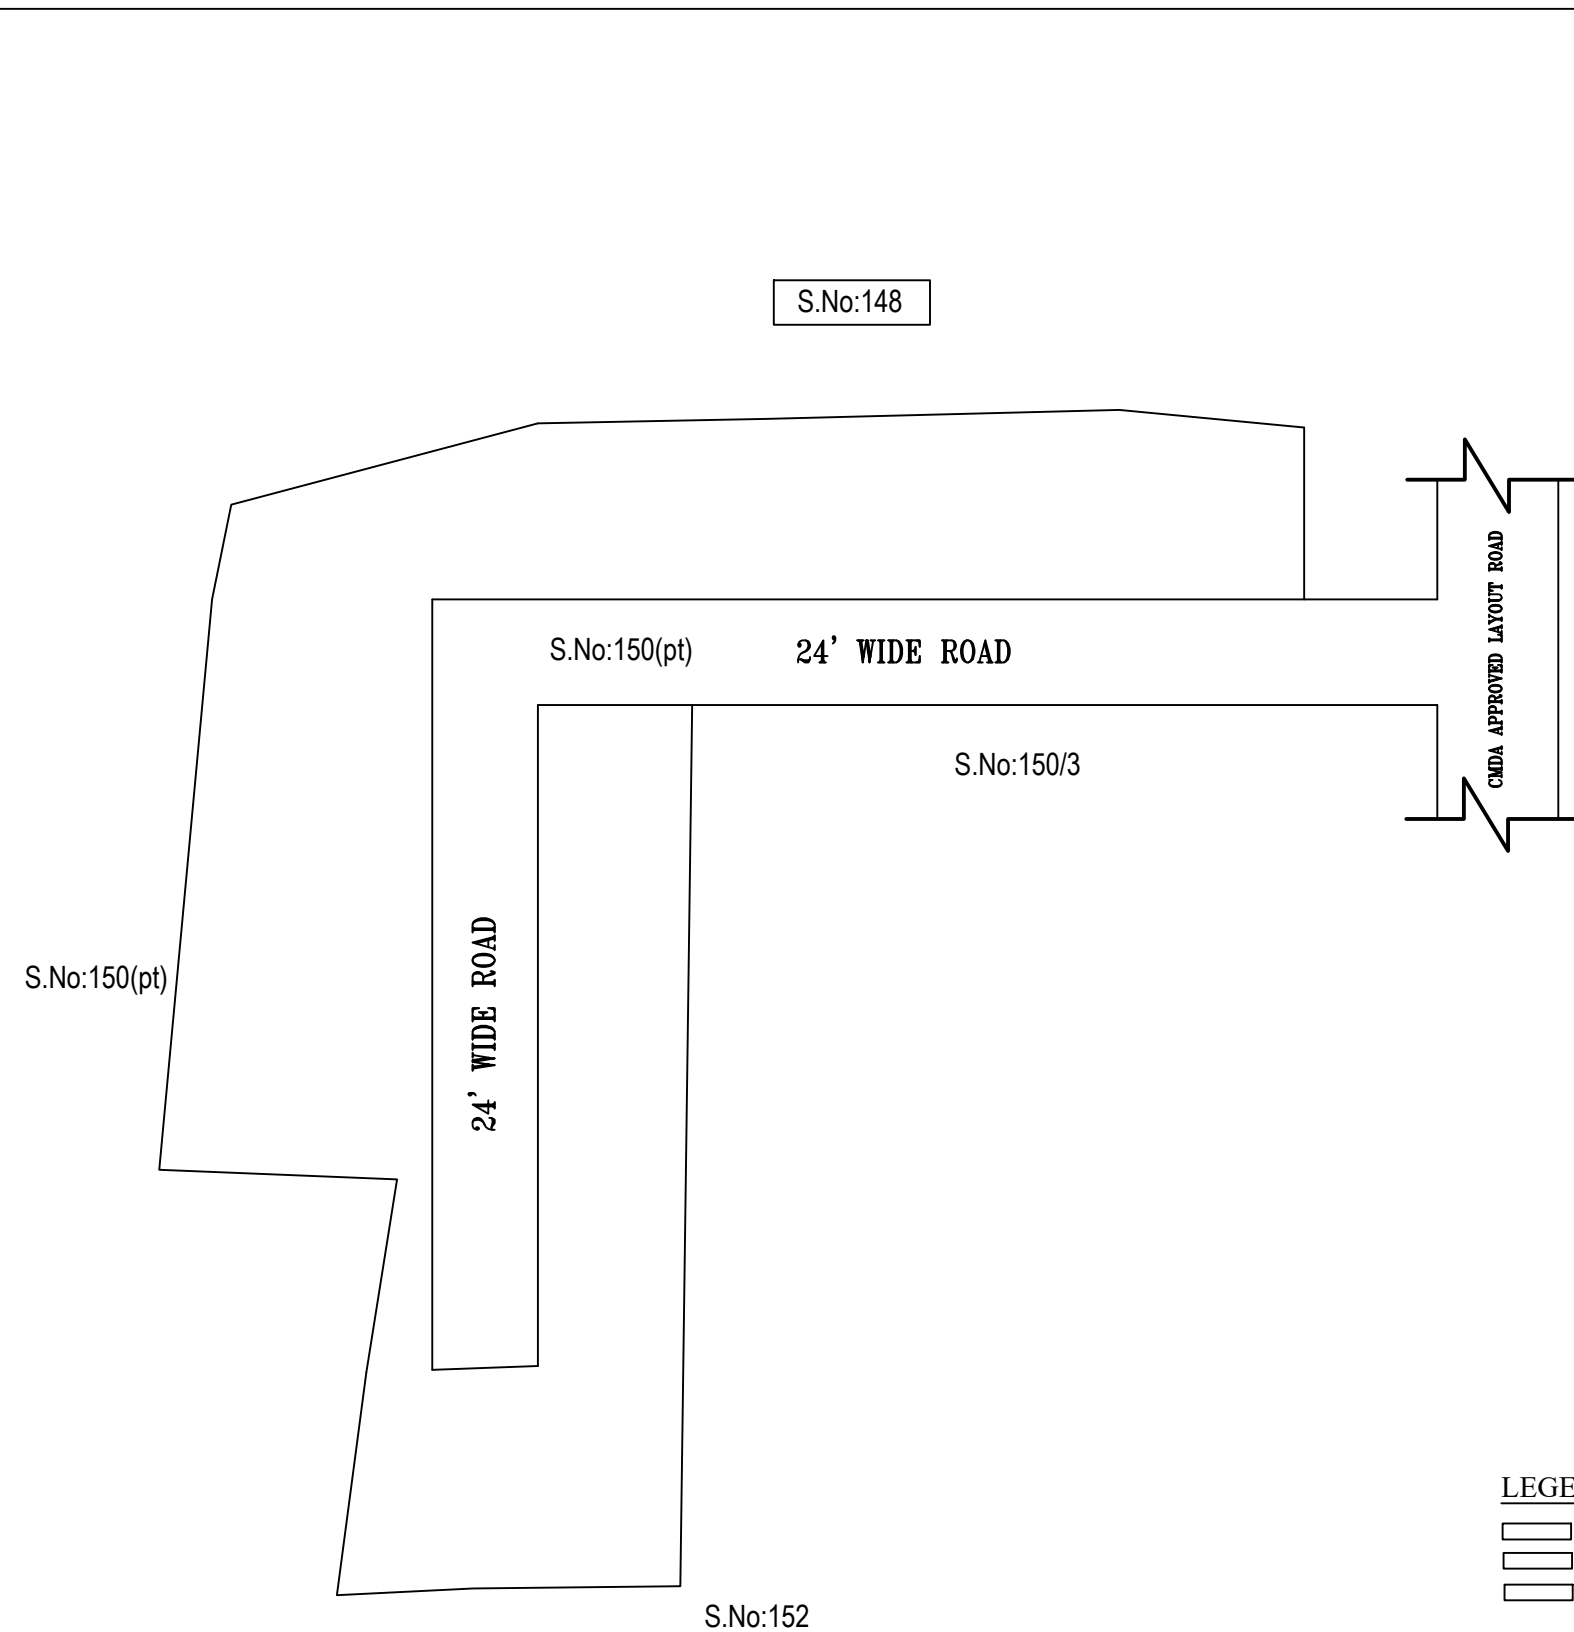 S.No:148
CMDA APPROVED LAYOUT ROAD
S.No:150(pt)
24' WIDE ROAD
S.No:150/3
S.No:150(pt)
24' WIDE ROAD
LEGE
S.No:152